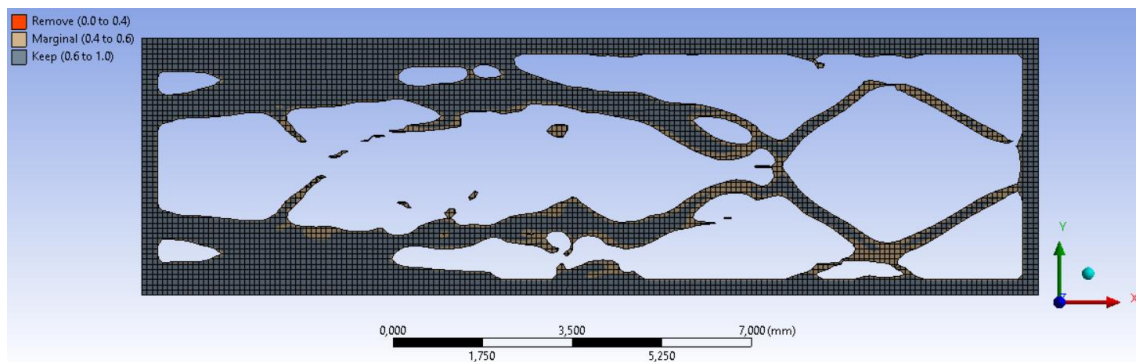 Remove (0.0 to 0.4)
Marginal (0.4 to 0.6)
Keep (0.6 to 1.0)
Y
X
0,000 3,500 7,000 (mm)
1,750 5,250